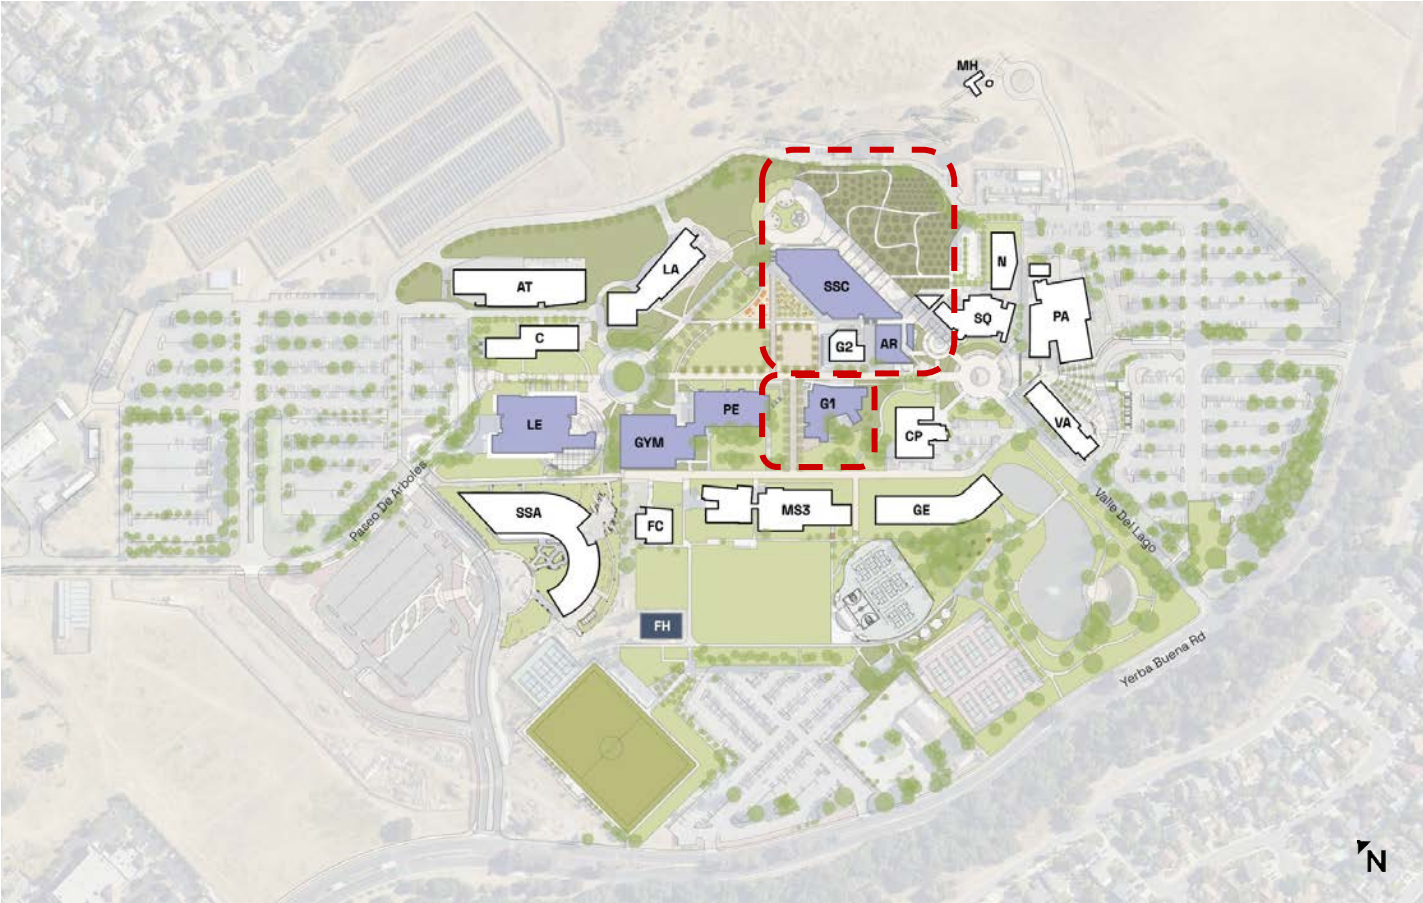 MH
N
LA
AT
SSC
SQ
PA
C
G2
AR
PE
G1
LE
GYM
CP
VA
Paseo De Arboles
SSA
FC
MS3
GE
Valle Del Lago
FH
Yerba Buena Rd
N